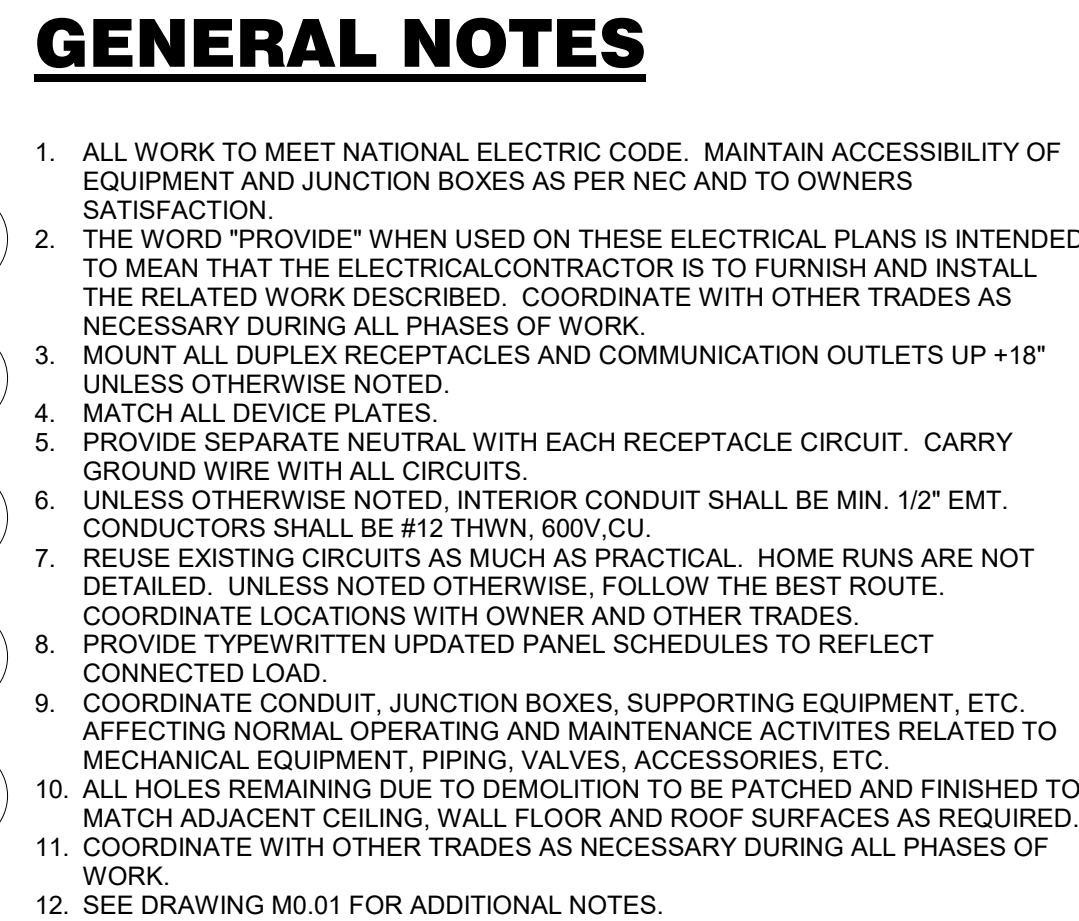 GENERAL NOTES
1. ALL WORK TO MEET NATIONAL ELECTRIC CODE. MAINTAIN ACCESSIBILITY OF
EQUIPMENT AND JUNCTION BOXES AS PER NEC AND TO OWNERS
SATISFACTION.
2. THE WORD "PROVIDE" WHEN USED ON THESE ELECTRICAL PLANS IS INTENDED
TO MEAN THAT THE ELECTRICALCONTRACTOR IS TO FURNISH AND INSTALL
THE RELATED WORK DESCRIBED. COORDINATE WITH OTHER TRADES AS
NECESSARY DURING ALL PHASES OF WORK.
3. MOUNT ALL DUPLEX RECEPTACLES AND COMMUNICATION OUTLETS UP +18"
UNLESS OTHERWISE NOTED.
4. MATCH ALL DEVICE PLATES.
5. PROVIDE SEPARATE NEUTRAL WITH EACH RECEPTACLE CIRCUIT. CARRY
GROUND WIRE WITH ALL CIRCUITS.
6. UNLESS OTHERWISE NOTED, INTERIOR CONDUIT SHALL BE MIN. 1/2" EMT.
CONDUCTORS SHALL BE #12 THWN, 600V,CU.
7. REUSE EXISTING CIRCUITS AS MUCH AS PRACTICAL. HOME RUNS ARE NOT
DETAILED. UNLESS NOTED OTHERWISE, FOLLOW THE BEST ROUTE.
COORDINATE LOCATIONS WITH OWNER AND OTHER TRADES.
8. PROVIDE TYPEWRITTEN UPDATED PANEL SCHEDULES TO REFLECT
CONNECTED LOAD.
9. COORDINATE CONDUIT, JUNCTION BOXES, SUPPORTING EQUIPMENT, ETC.
AFFECTING NORMAL OPERATING AND MAINTENANCE ACTIVITES RELATED TO
MECHANICAL EQUIPMENT, PIPING, VALVES, ACCESSORIES, ETC.
10. ALL HOLES REMAINING DUE TO DEMOLITION TO BE PATCHED AND FINISHED TO
MATCH ADJACENT CEILING, WALL FLOOR AND ROOF SURFACES AS REQUIRED.
11. COORDINATE WITH OTHER TRADES AS NECESSARY DURING ALL PHASES OF
WORK.
12. SEE DRAWING M0.01 FOR ADDITIONAL NOTES.